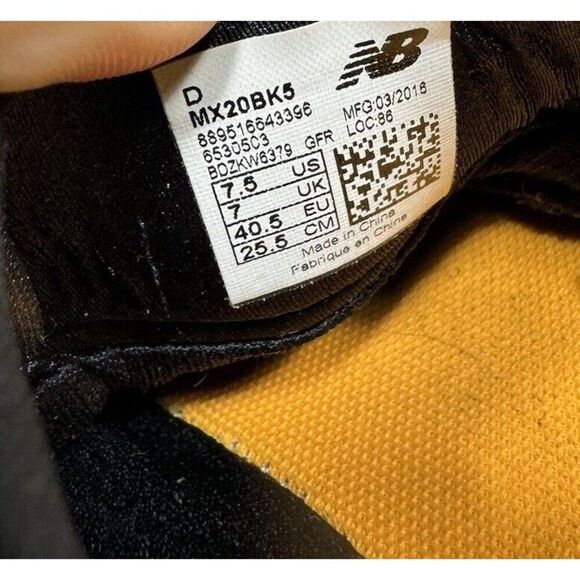 D
MX20BK5
889516643396
6530503
BDZKW6379 GFR
7.5 US
7 UK
40.5 EU
25.5 CM
NB
MFG:03/2016
LOC:86
Made in China
Fabriqué en Chine